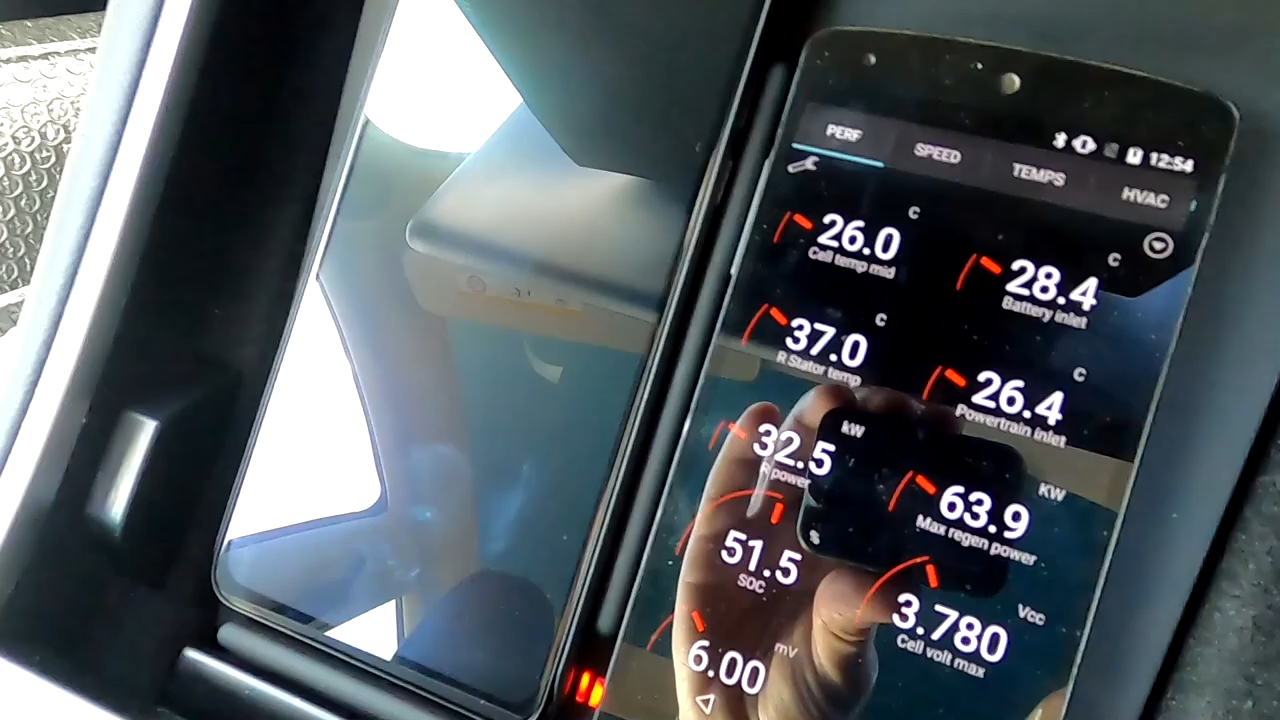 12:54
PERF SPEED TEMPS HVAC
C
26.0
Cell temp mid
C
28.4
Battery inlet
C
37.0
R Stator temp
C
26.4
Powertrain inlet
kW
32.5
R power
KW
63.9
Max regen power
%
51.5
SOC
Vcc
3.780
Cell volt max
mV
6.00